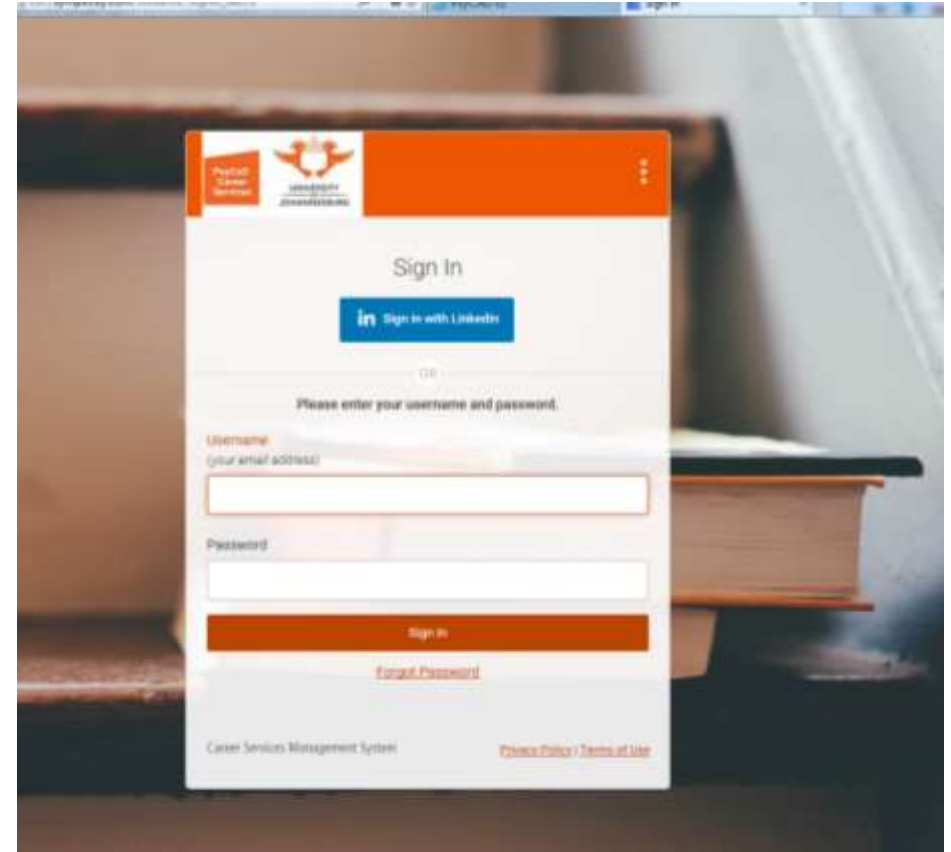 PsyCaD
Career
Services
UNIVERSITY
OF
JOHANNESBURG
Sign In
in Sign in with LinkedIn
OR
Please enter your username and password.
Username
(your email address)
Password
Sign In
Forgot Password
Career Services Management System
Privacy Policy | Terms of Use